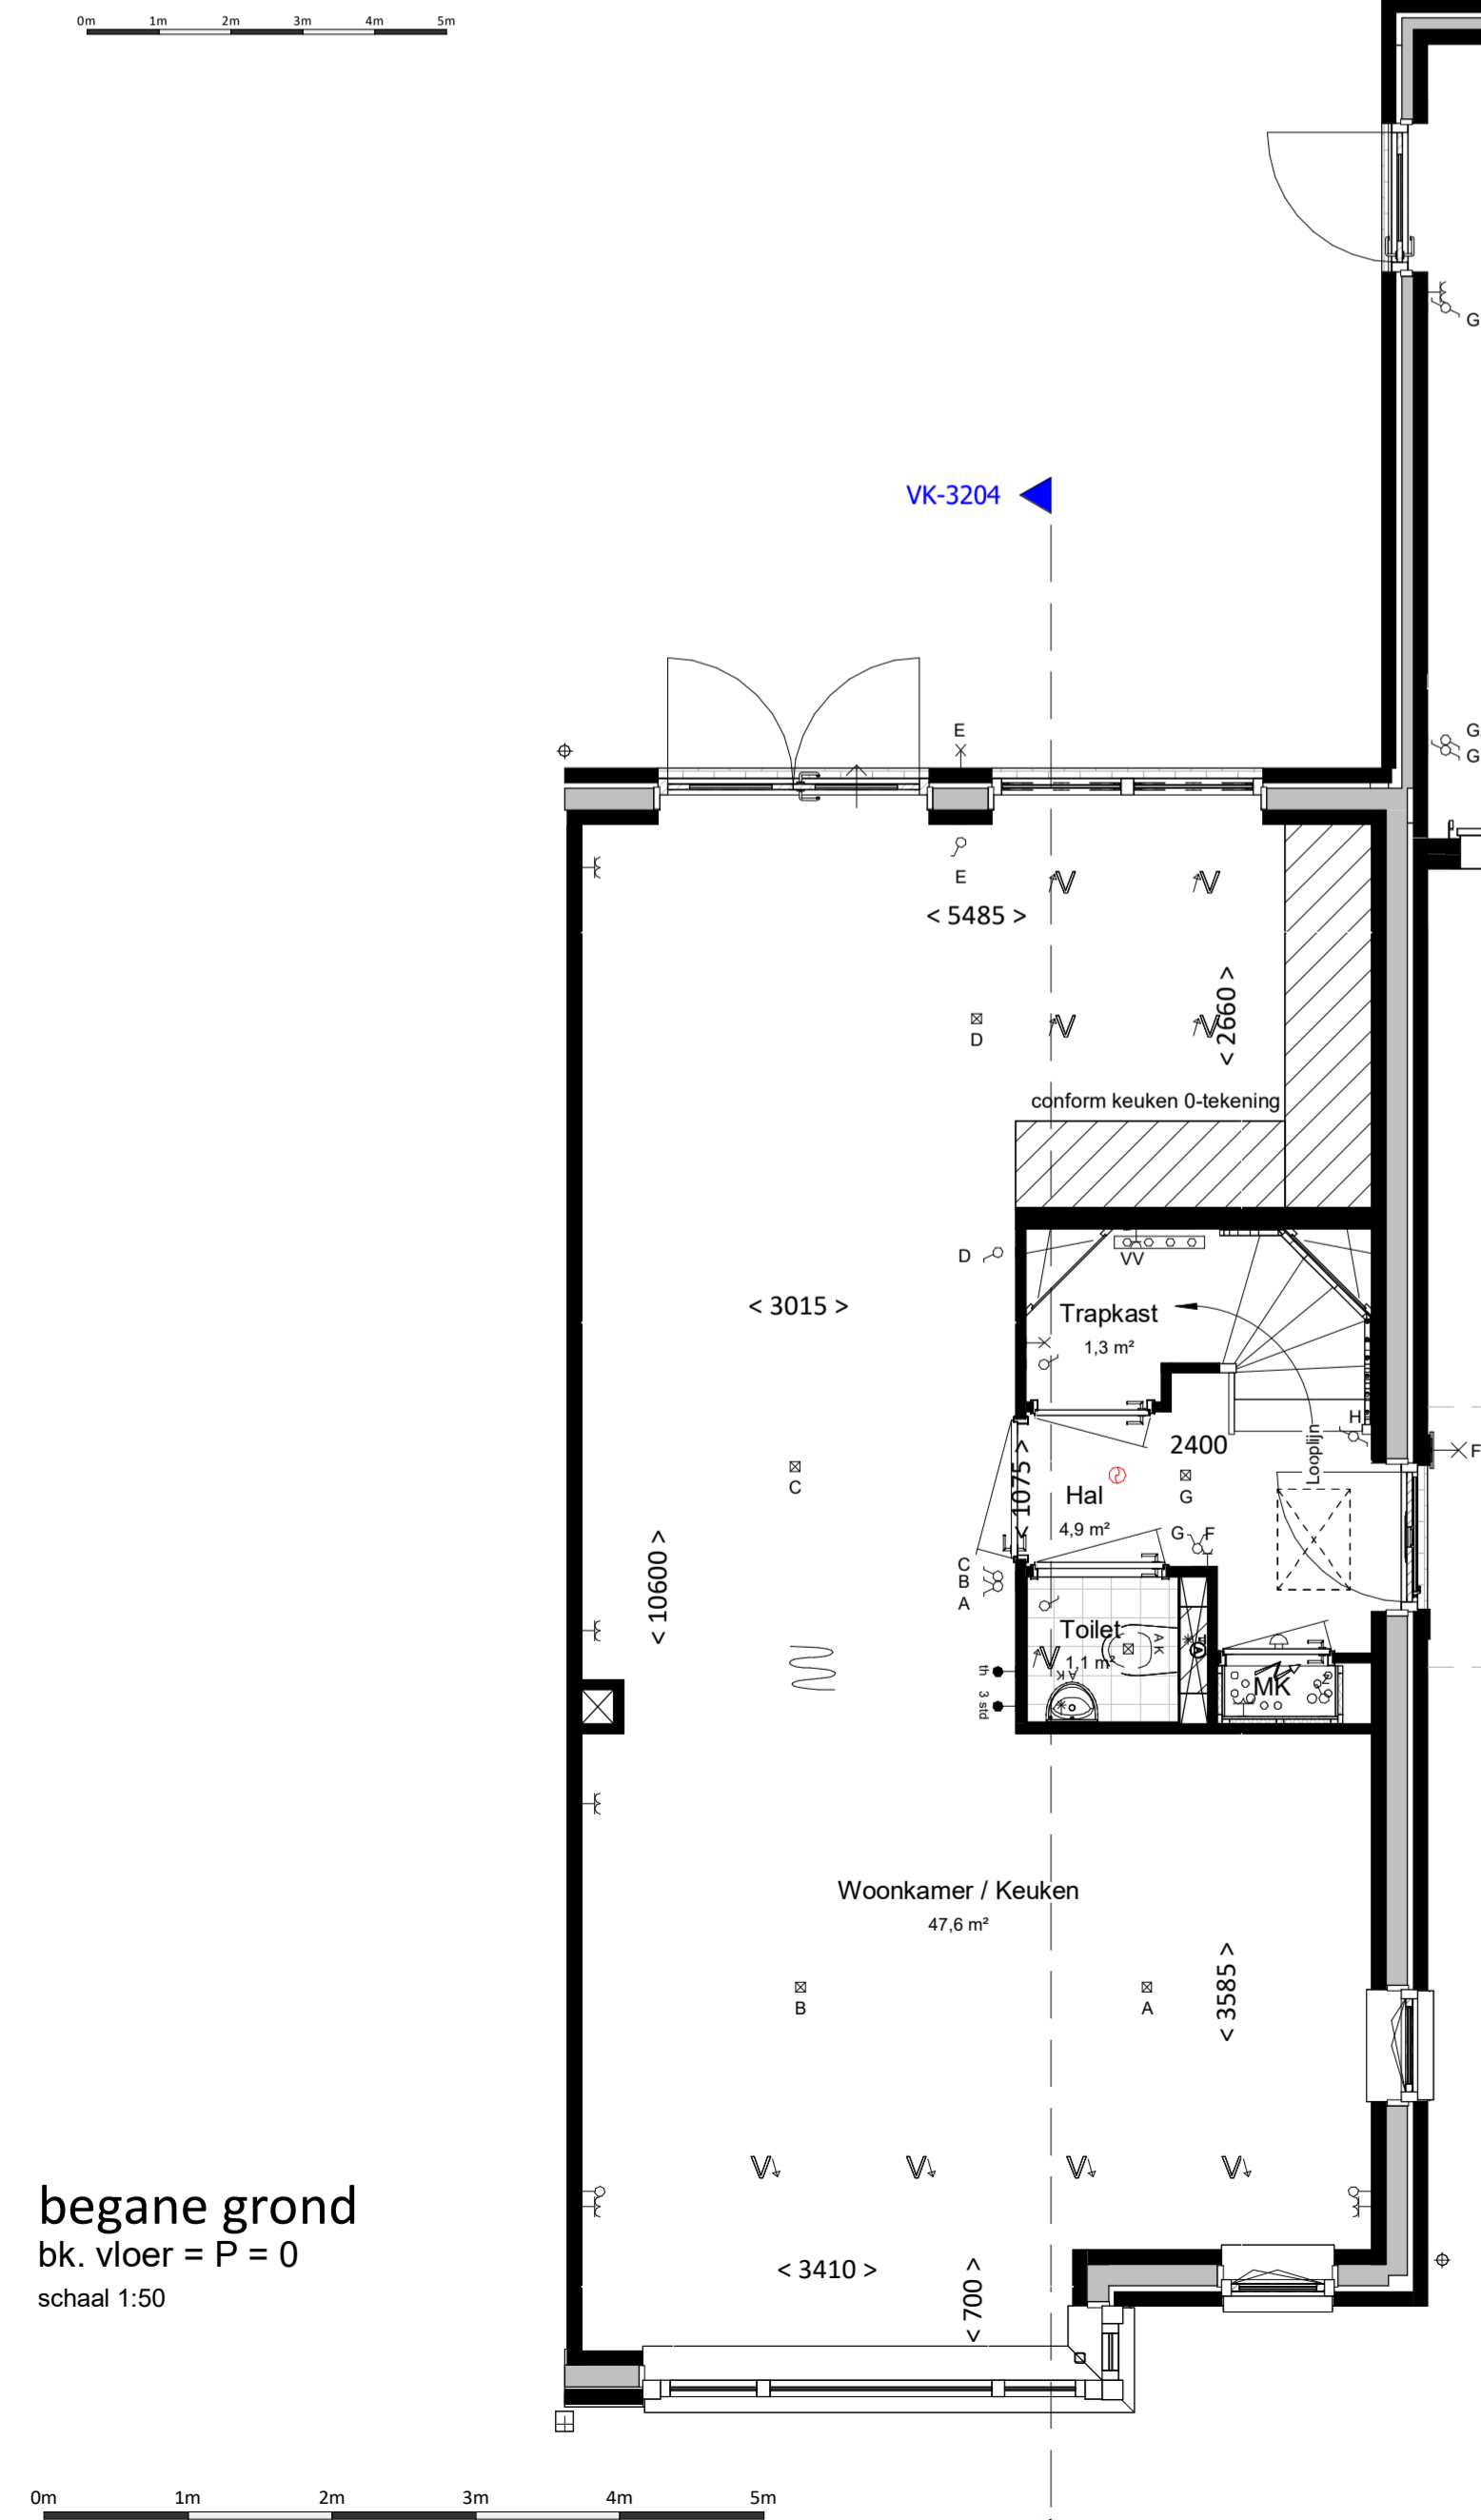 0m 1m 2m 3m 4m 5m
G
VK-3204
E
G
G
E
V V
< 5485 >
< 2660 >
D
V V
conform keuken 0-tekening
D
VV
< 3015 >
Trapkast
1,3 m²
H
2400
Looplijn
F
< 1075 >
C
Hal
G
4,9 m²
G F
C
B
A
< 10600 >
Toilet
A K
V
1,1 m²
A K
th
3 std
MK
2
Woonkamer / Keuken
47,6 m²
B
A
< 3585 >
V V V V
begane grond
bk. vloer = P = 0
schaal 1:50
< 3410 >
< 700 >
0m 1m 2m 3m 4m 5m